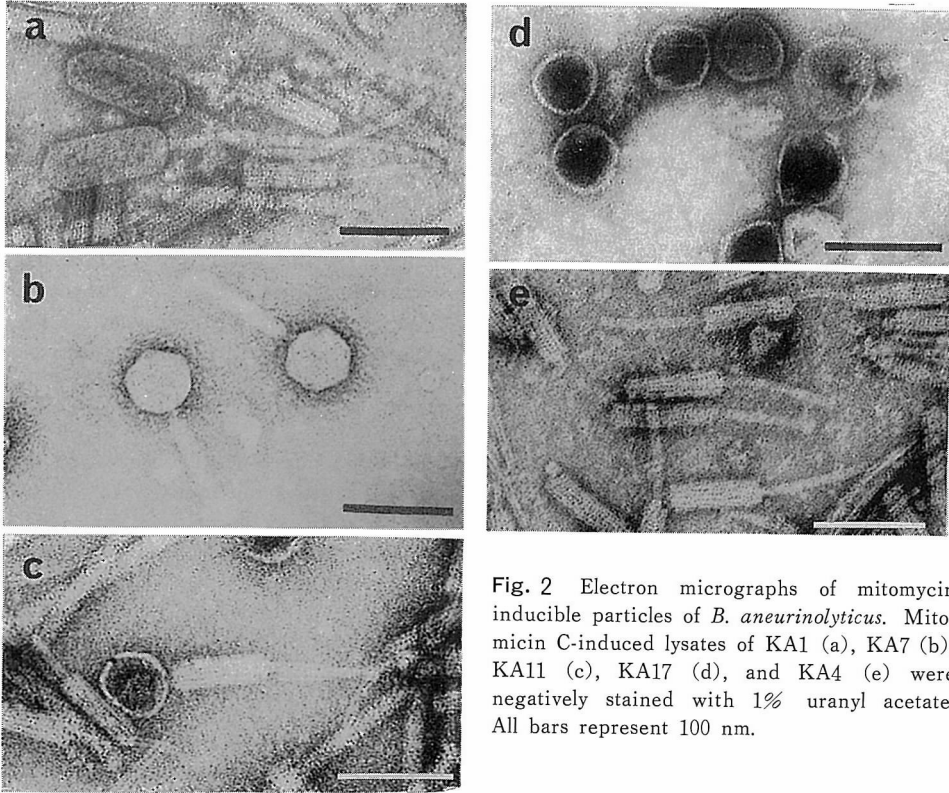 a
b
c
d
e
Fig. 2 Electron micrographs of mitomycin
inducible particles of B. aneurinolyticus. Mito
micin C-induced lysates of KA1 (a), KA7 (b)
KA11 (c), KA17 (d), and KA4 (e) were
negatively stained with 1% uranyl acetate
All bars represent 100 nm.